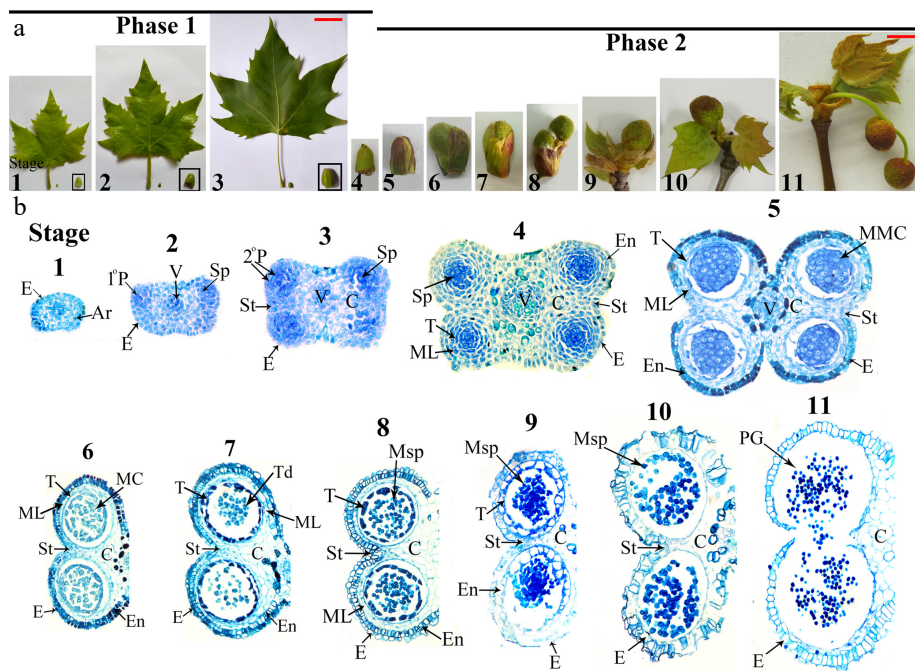 a
Phase 1
Phase 2
Stage
1
2
3
4
5
6
7
8
9
10
11
b
Stage
1
2
3
4
5
E
Ar
1°P
V
Sp
E
2°P
Sp
V
C
St
E
En
Sp
V
C
St
T
ML
E
T
MMC
ML
V
C
St
En
E
6
7
8
9
10
11
T
MC
ML
St
C
E
En
T
Td
ML
St
C
E
En
Msp
T
C
St
ML
E
En
Msp
T
St
C
En
E
Msp
C
St
E
PG
C
E